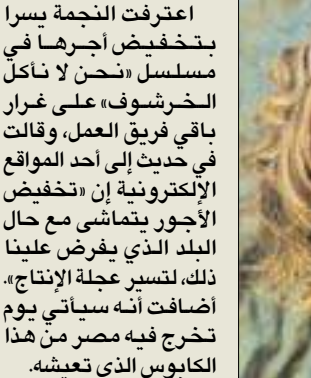 اعترفت النجمة يسرا
بتخفيض أجرها في
مسلسل «نحن لا نأكل
الخرشوف» على غرار
باقي فريق العمل، وقالت
في حديث إلى أحد المواقع
الإلكترونية إن «تخفيض
الأجور يتماشى مع حال
البلد الذي يفرض علينا
ذلك، لتسير عجلة الإنتاج».
أضافت أنه سيأتي يوم
تخرج فيه مصر من هذا
الكابوس الذي تعيشه.